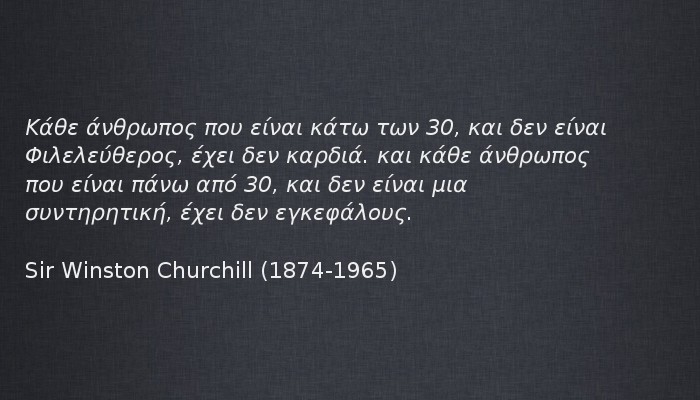 Κάθε άνθρωπος που είναι κάτω των 30, και δεν είναι
Φιλελεύθερος, έχει δεν καρδιά. και κάθε άνθρωπος
που είναι πάνω από 30, και δεν είναι μια
συντηρητική, έχει δεν εγκεφάλους.
Sir Winston Churchill (1874-1965)